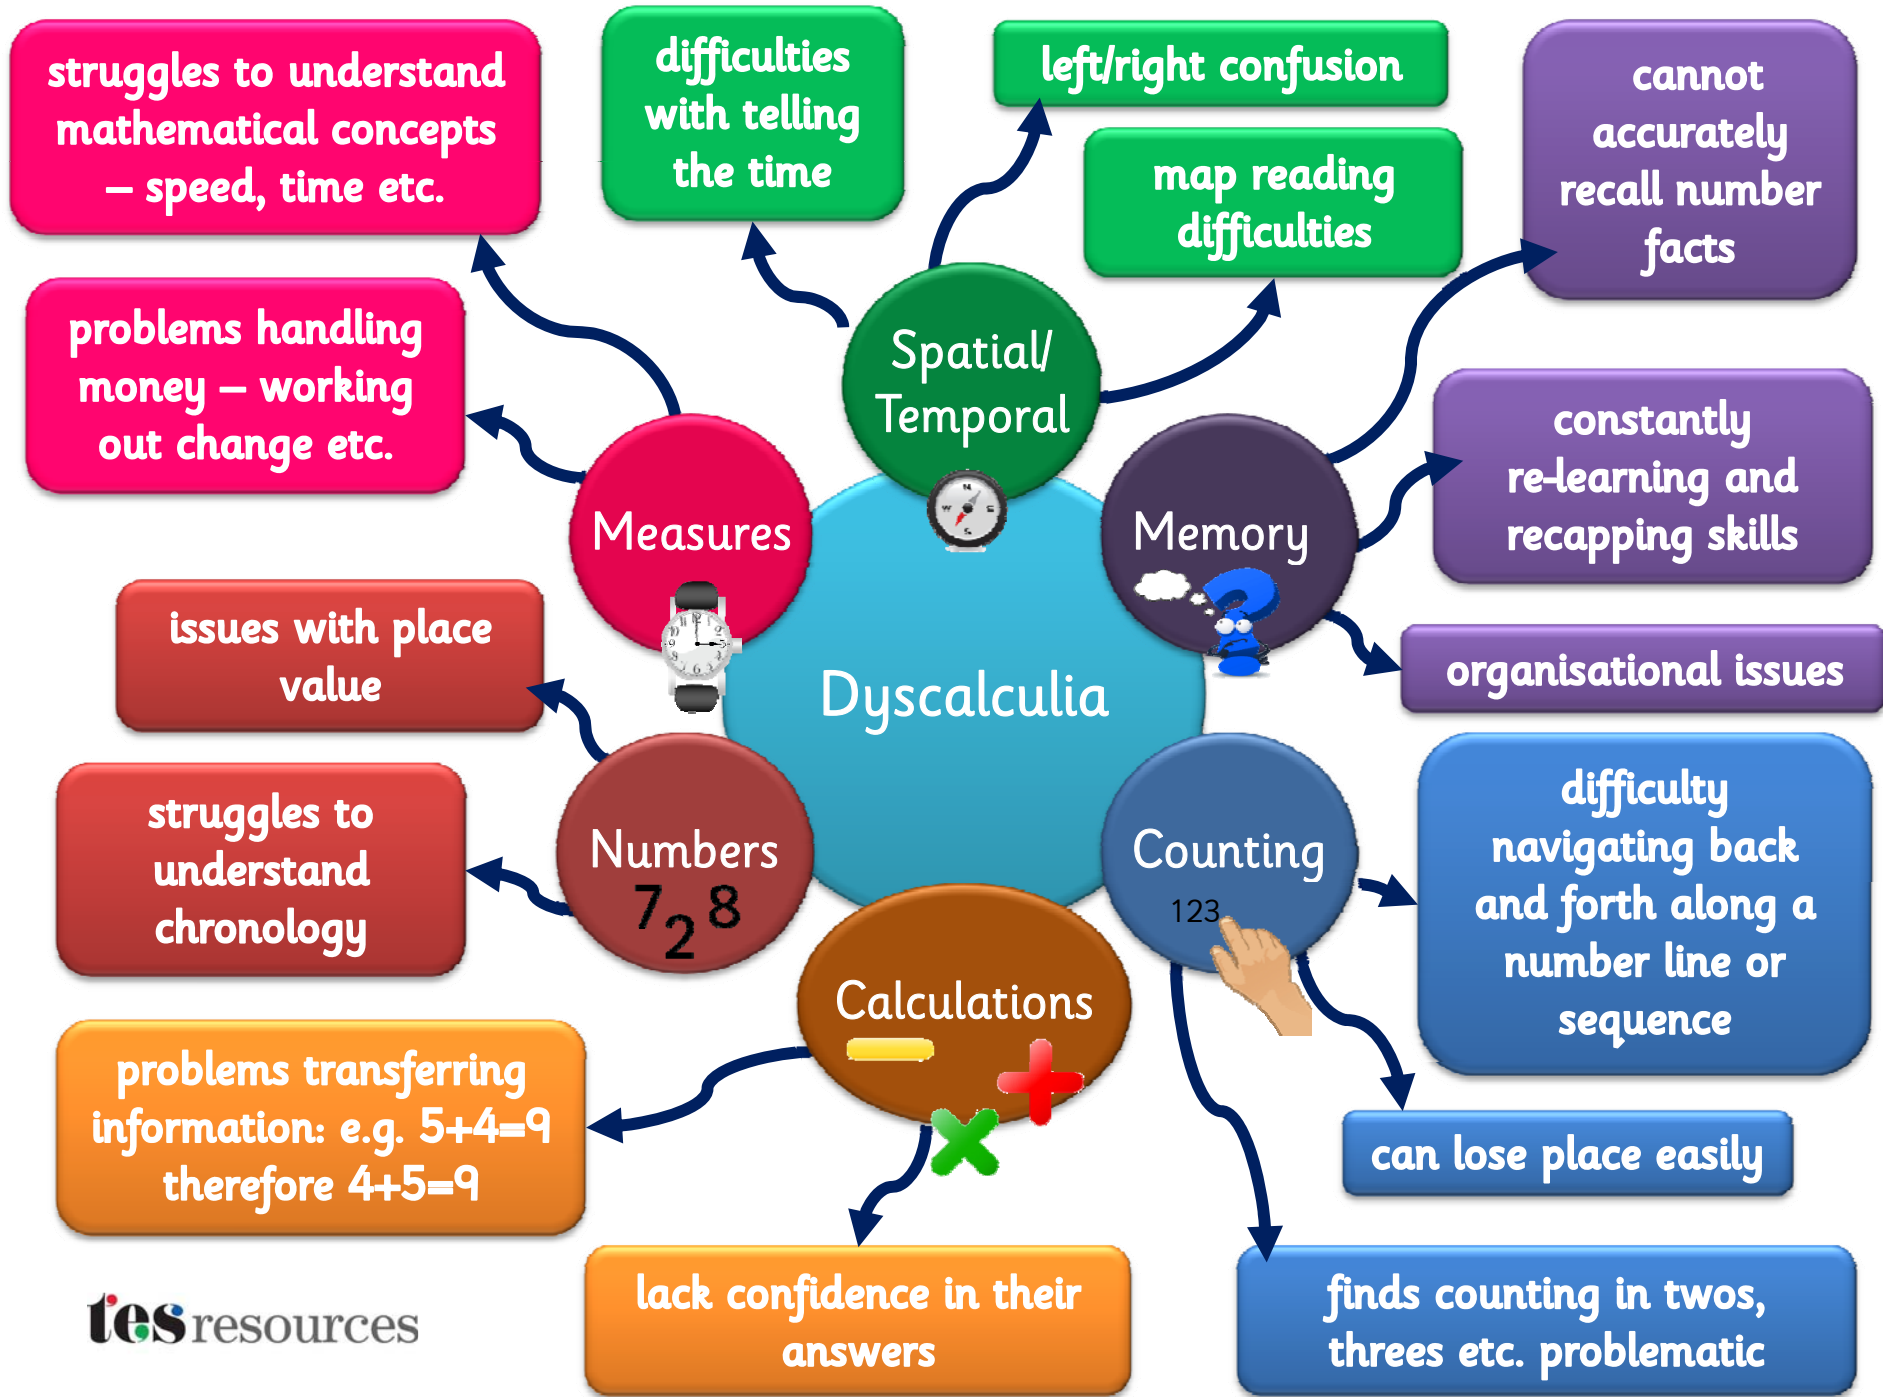 struggles to understand
mathematical concepts
– speed, time etc.
difficulties
with telling
the time
left/right confusion
map reading
difficulties
cannot
accurately
recall number
facts
problems handling
money – working
out change etc.
Spatial/
Temporal
constantly
re-learning and
recapping skills
Measures
Memory
organisational issues
issues with place
value
Dyscalculia
struggles to
understand
chronology
Numbers
7 2 8
Counting
123
difficulty
navigating back
and forth along a
number line or
sequence
Calculations
problems transferring
information: e.g. 5+4=9
therefore 4+5=9
can lose place easily
lack confidence in their
answers
finds counting in twos,
threes etc. problematic
tes resources